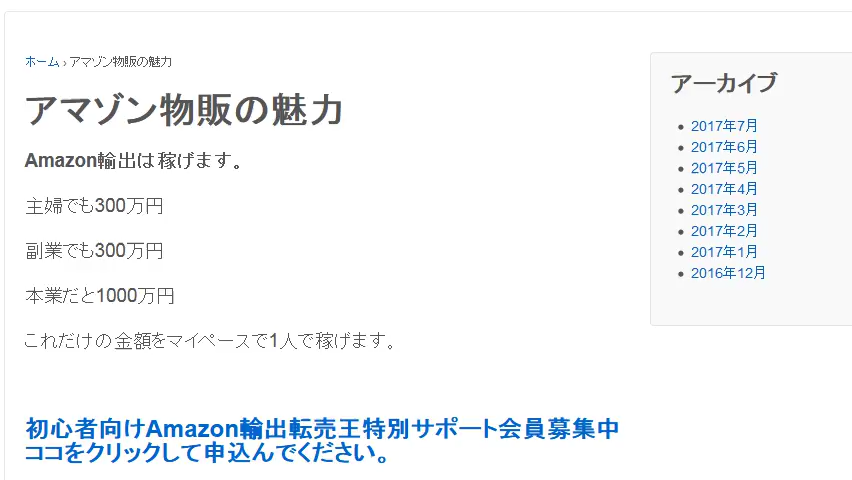 ホーム › アマゾン物販の魅力
アマゾン物販の魅力
Amazon輸出は稼げます。
主婦でも300万円
副業でも300万円
本業だと1000万円
これだけの金額をマイペースで1人で稼げます。
初心者向けAmazon輸出転売王特別サポート会員募集中
ココをクリックして申込んでください。
アーカイブ
2017年7月
2017年6月
2017年5月
2017年4月
2017年3月
2017年2月
2017年1月
2016年12月